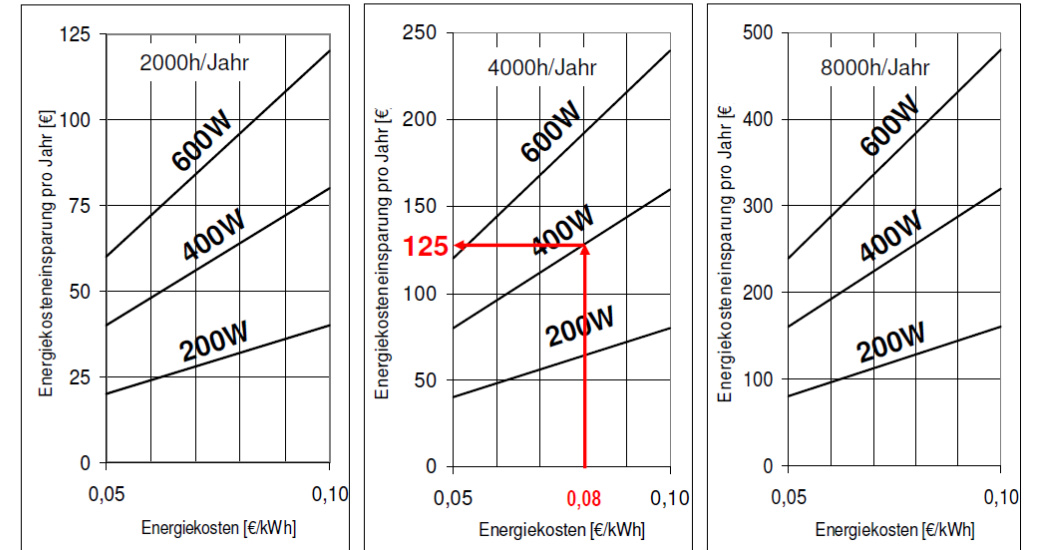 Energiekosteneinsparung pro Jahr [€]
125
100
75
50
25
0
2000h/Jahr
600W
400W
200W
0,05
0,10
Energiekosten [€/kWh]
Energiekosteneinsparung pro Jahr [€
250
200
150
125
100
50
0
4000h/Jahr
600W
400W
200W
0,05
0,08
0,10
Energiekosten [€/kWh]
Energiekosteneinsparung pro Jahr [€
500
400
300
200
100
0
8000h/Jahr
600W
400W
200W
0,05
0,10
Energiekosten [€/kWh]